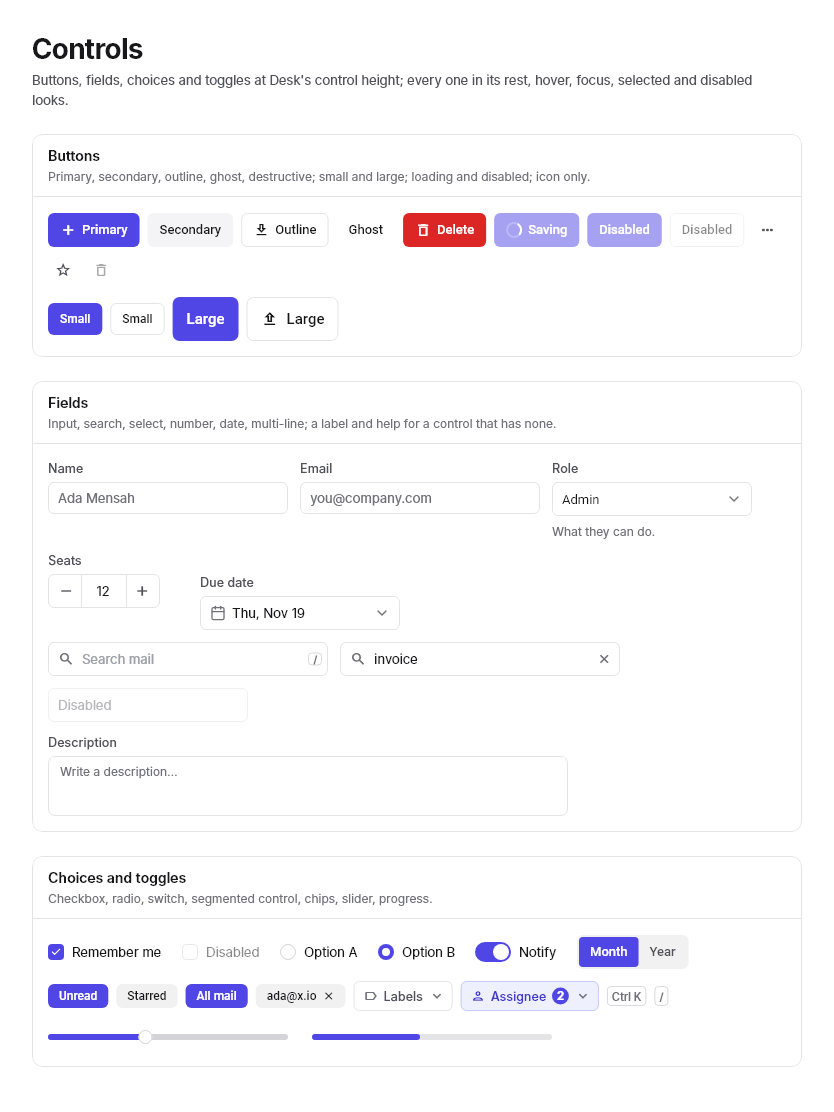 Controls
Buttons, fields, choices and toggles at Desk's control height; every one in its rest, hover, focus, selected and disabled
looks.
Buttons
Primary, secondary, outline, ghost, destructive; small and large; loading and disabled; icon only.
Primary Secondary Outline Ghost Delete Saving Disabled Disabled
Small Small Large Large
Fields
Input, search, select, number, date, multi-line; a label and help for a control that has none.
Name Email Role
Ada Mensah you@company.com Admin
What they can do.
Seats
Due date
12
Thu, Nov 19
Search mail / invoice
Disabled
Description
Write a description...
Choices and toggles
Checkbox, radio, switch, segmented control, chips, slider, progress.
Remember me Disabled Option A Option B Notify Month Year
Unread Starred All mail ada@x.io Labels Assignee 2 Ctrl K /